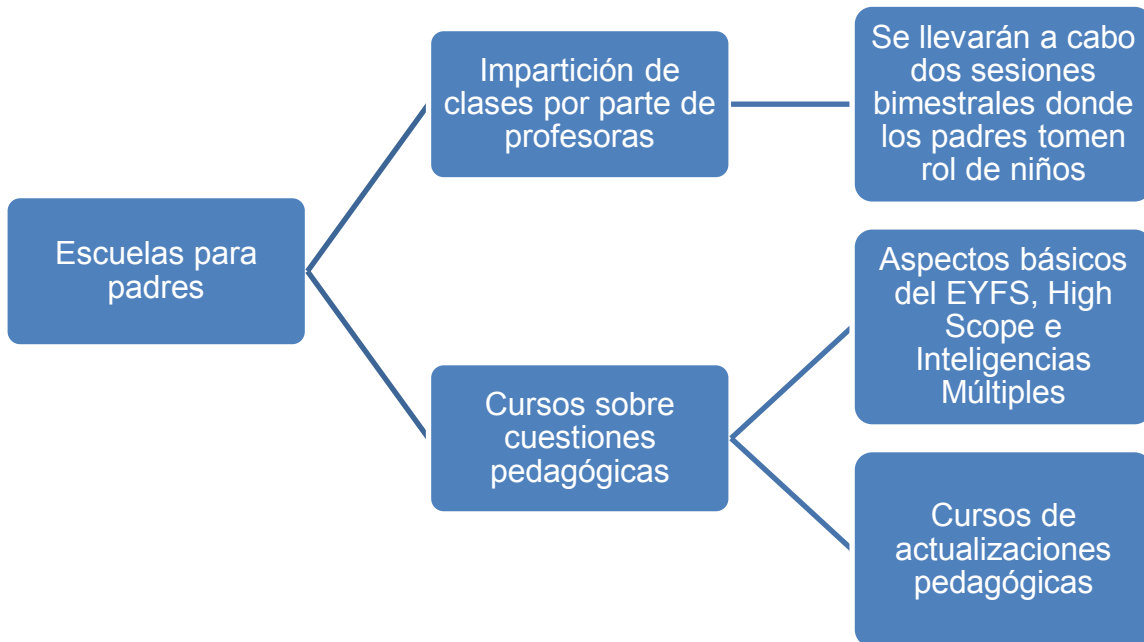 Escuelas para
padres
Impartición de
clases por parte de
profesoras
Se llevarán a cabo
dos sesiones
bimestrales donde
los padres tomen
rol de niños
Cursos sobre
cuestiones
pedagógicas
Aspectos básicos
del EYFS, High
Scope e
Inteligencias
Múltiples
Cursos de
actualizaciones
pedagógicas